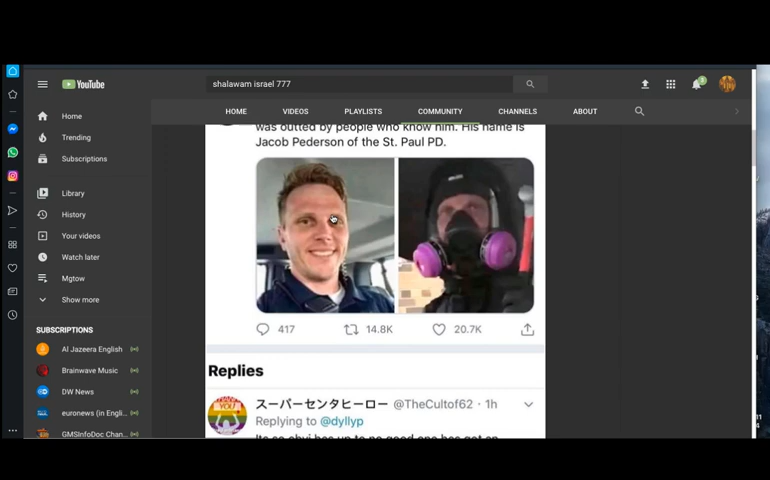 YouTube
shalawam israel 777
HOME
VIDEOS
PLAYLISTS
COMMUNITY
CHANNELS
ABOUT
Home
Trending
Subscriptions
Library
History
Your videos
Watch later
Mgtow
Show more
SUBSCRIPTIONS
Al Jazeera English
Brainwave Music
DW News
euronews (in Engli...
GMSInfoDoc Chan...
was outted by people who know him. His name is
Jacob Pederson of the St. Paul PD.
417
14.8K
20.7K
Replies
スーパーセンタヒーロー @TheCultof62 · 1h
Replying to @dyllyp